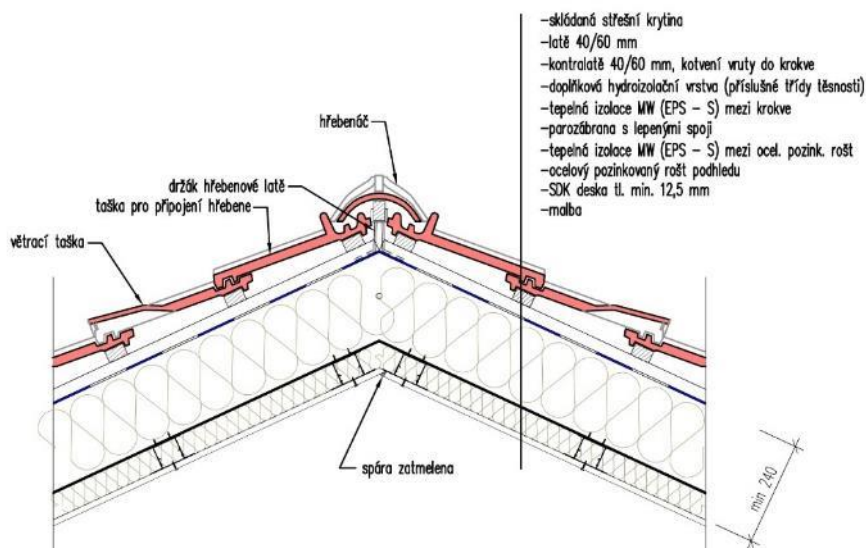 -skládaná střešní krytina
-latě 40/60 mm
-kontralatě 40/60 mm, kotvení vruty do krokve
-doplňková hydroizolační vrstva (příslušné třídy těsnosti)
-tepelná izolace MW (EPS - S) mezi krokve
-parozábrana s lepenými spoji
-tepelná izolace MW (EPS - S) mezi ocel. pozink. rošt
-ocelový pozinkovaný rošt podhledu
-SDK deska tl. min. 12,5 mm
-malba
hřebenáč
držák hřebenové latě
taška pro připojení hřebene
větrací taška
spára zatmelena
min 240